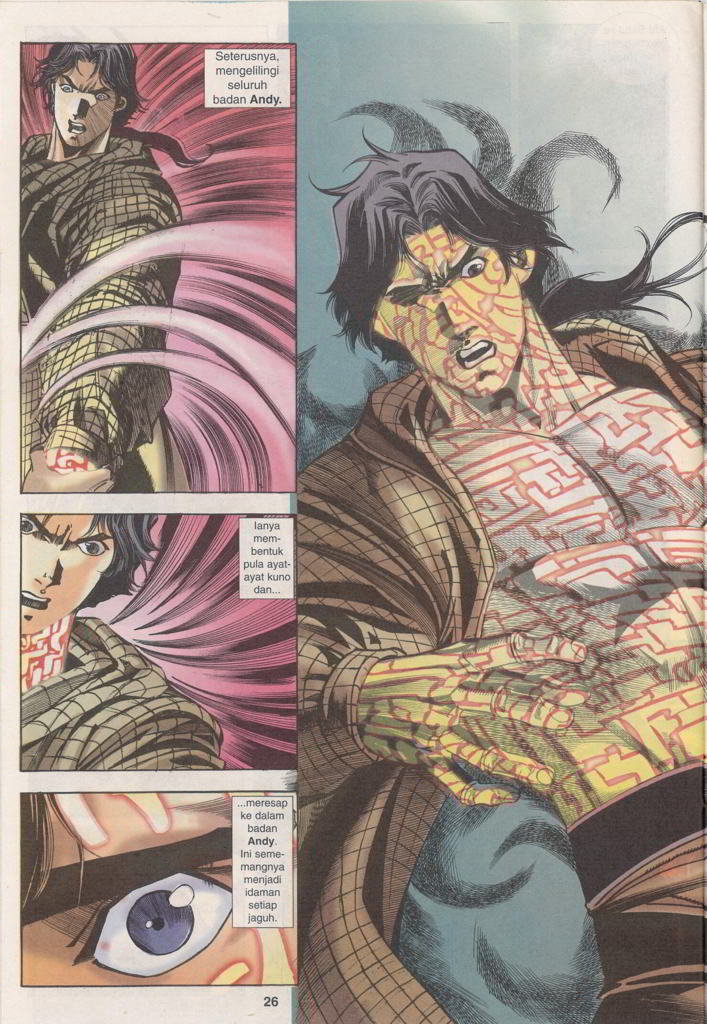 Seterusnya,
mengelilingi
seluruh
badan Andy.
Ianya
mem-
bentuk
pula ayat-
ayat kuno
dan...
...meresap
ke dalam
badan
Andy.
Ini seme-
mangnya
menjadi
idaman
setiap
jaguh.
26